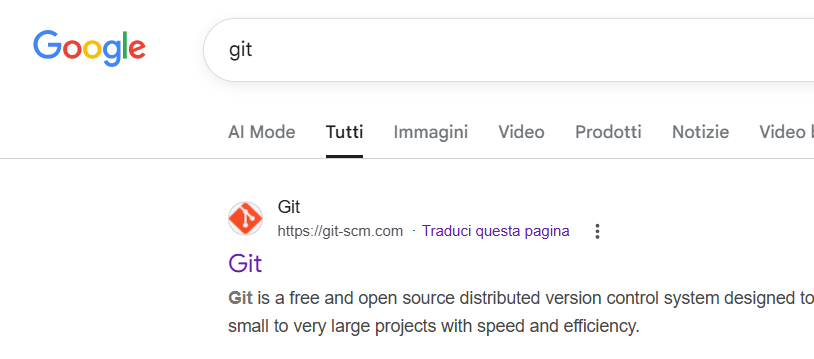 Google
git
AI Mode Tutti Immagini Video Prodotti Notizie Video
Git
https://git-scm.com · Traduci questa pagina
Git
Git is a free and open source distributed version control system designed to
small to very large projects with speed and efficiency.